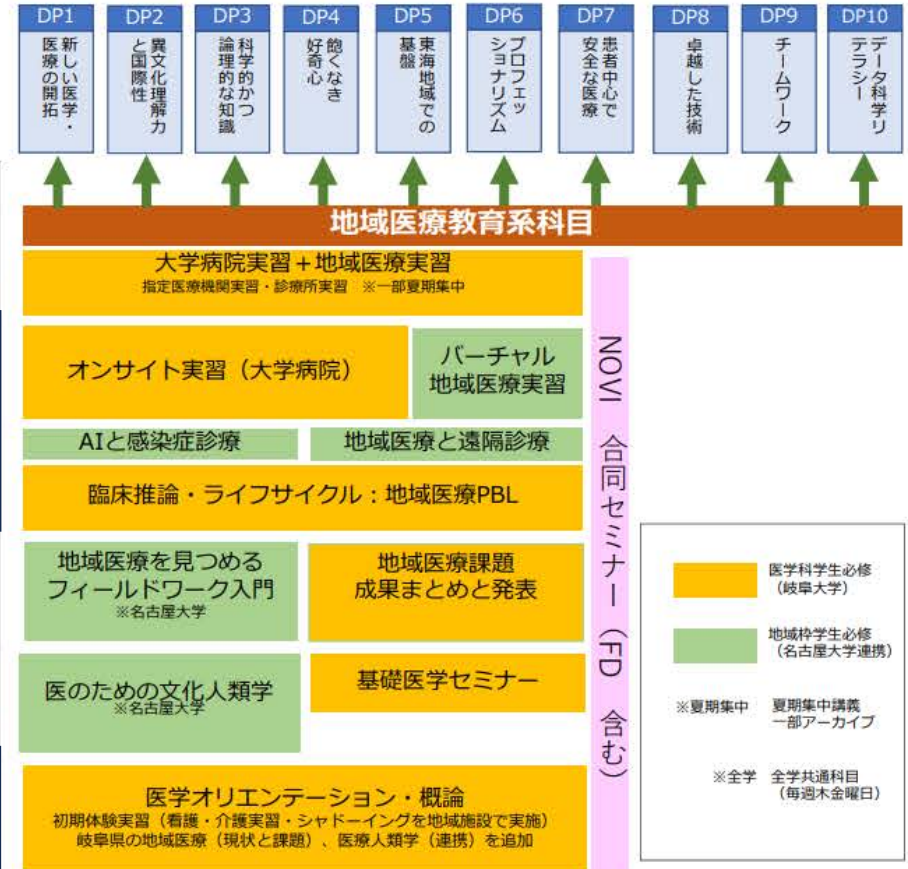 DP1
新しい医学・
医療の開拓
DP2
異文化理解力
と国際性
DP3
科学的かつ
論理的な知識
DP4
飽くなき
好奇心
DP5
東海地域での
基盤
DP6
プロフェッ
ショナリズム
DP7
患者中心で
安全な医療
DP8
卓越した技術
DP9
チームワーク
DP10
データ科学リ
テラシー
地域医療教育系科目
大学病院実習＋地域医療実習
指定医療機関実習・診療所実習　※一部夏期集中
オンサイト実習（大学病院）
バーチャル
地域医療実習
AIと感染症診療
地域医療と遠隔診療
臨床推論・ライフサイクル：地域医療PBL
地域医療を見つめる
フィールドワーク入門
※名古屋大学
地域医療課題
成果まとめと発表
医のための文化人類学
※名古屋大学
基礎医学セミナー
医学オリエンテーション・概論
初期体験実習（看護・介護実習・シャドーイングを地域施設で実施）
岐阜県の地域医療（現状と課題）、医療人類学（連携）を追加
NOVI　合同セミナー（FD　含む）
医学科学生必修
（岐阜大学）
地域枠学生必修
（名古屋大学連携）
※夏期集中　夏期集中講義
一部アーカイブ
※全学　全学共通科目
（毎週木金曜日）